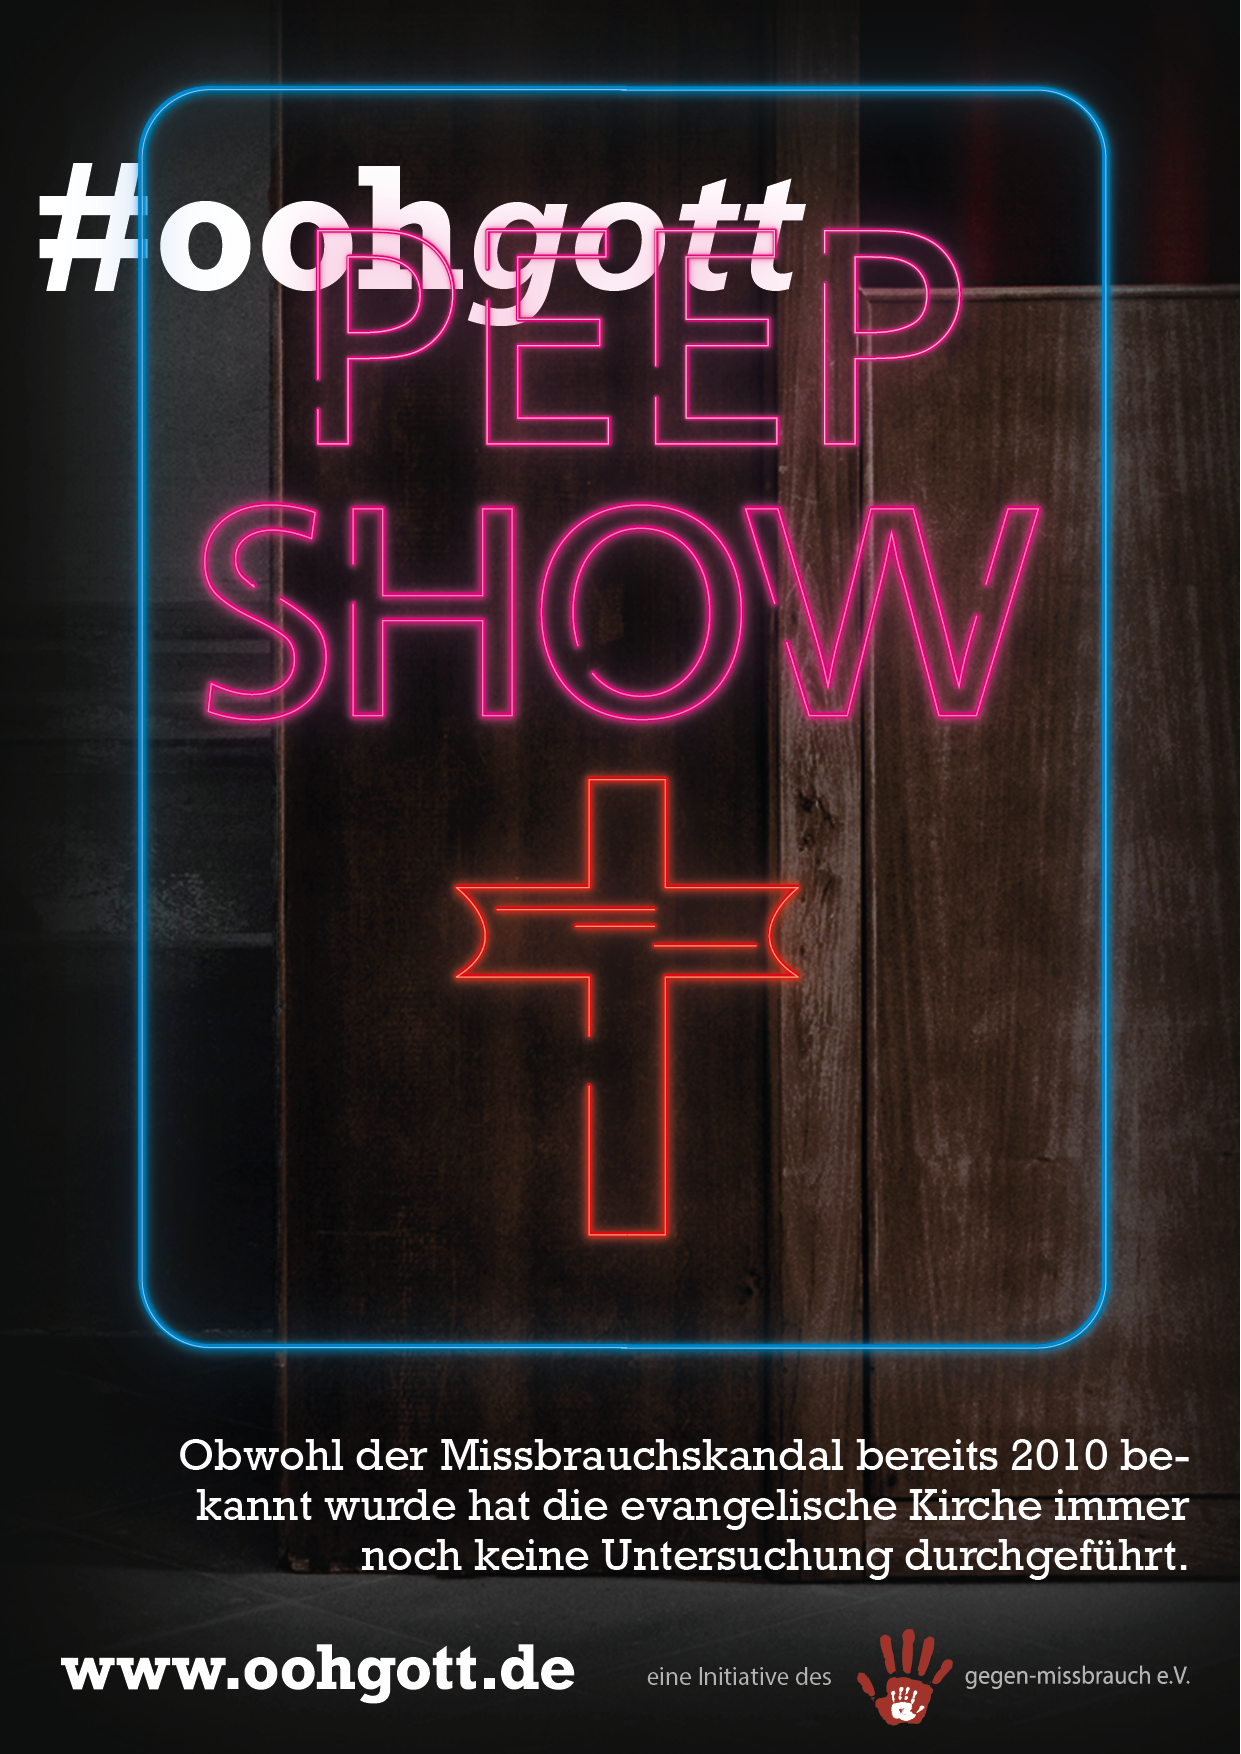 #oohgott
PEEP
SHOW
Obwohl der Missbrauchskandal bereits 2010 be-
kannt wurde hat die evangelische Kirche immer
noch keine Untersuchung durchgeführt.
www.oohgott.de
eine Initiative des gegen-missbrauch e.V.